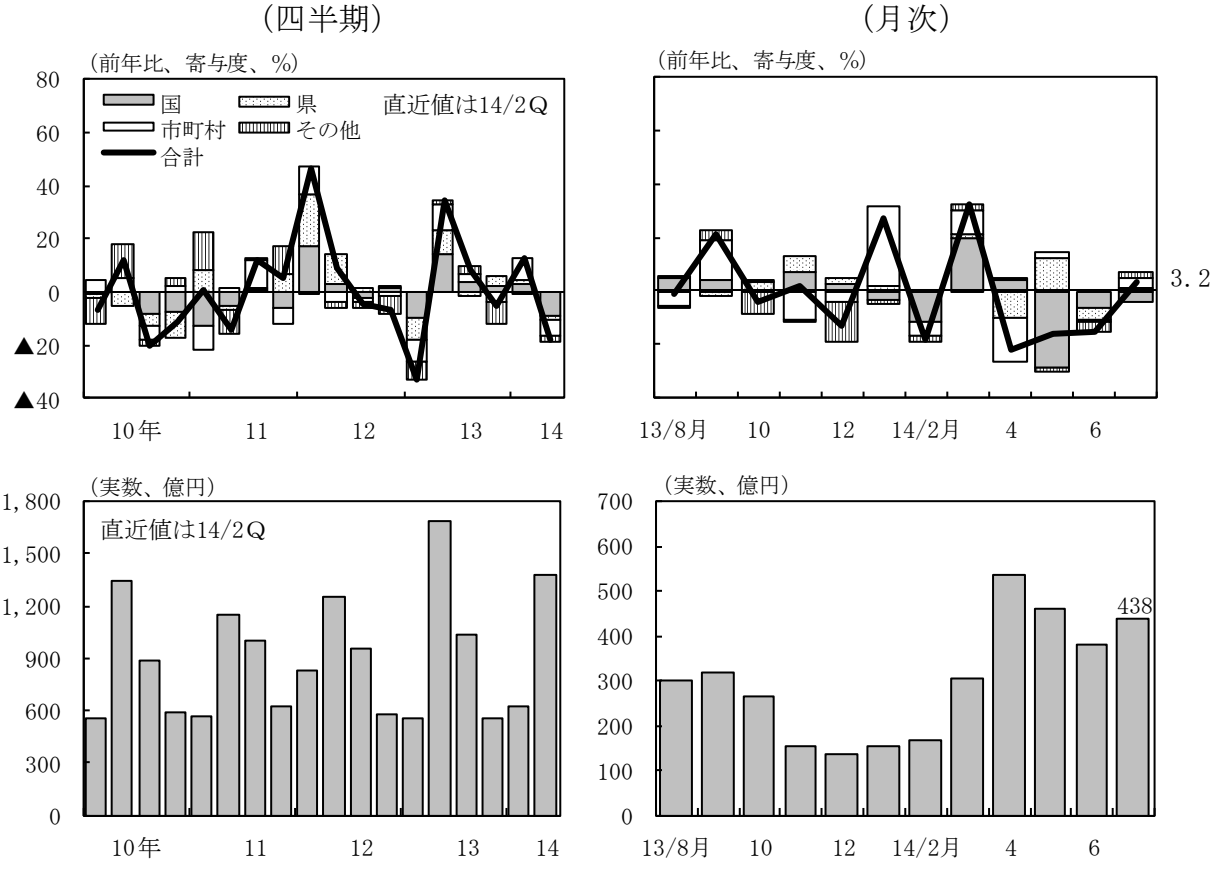 （四半期）
（月次）
（前年比、寄与度、%）
80
60
40
20
0
▲20
▲40
国
県
市町村
その他
合計
直近値は14/2Q
10年
11
12
13
14
（前年比、寄与度、%）
3.2
13/8月
10
12
14/2月
4
6
（実数、億円）
1,800
1,500
1,200
900
600
300
0
直近値は14/2Q
10年
11
12
13
14
（実数、億円）
700
600
500
400
300
200
100
0
438
13/8月
10
12
14/2月
4
6